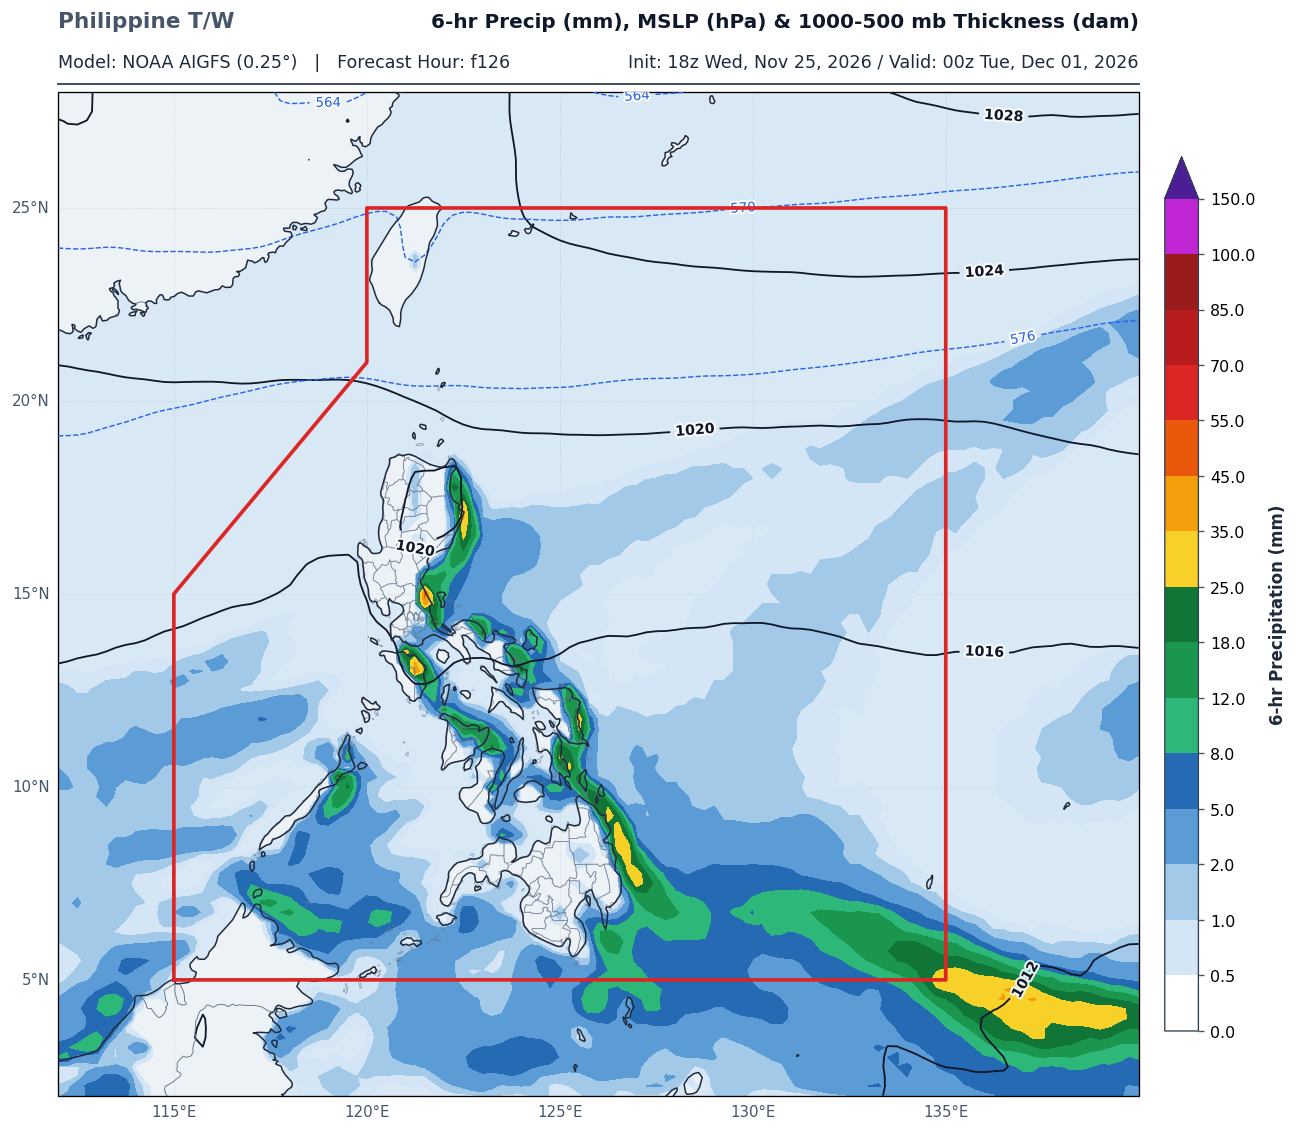 Philippine T/W
6-hr Precip (mm), MSLP (hPa) & 1000-500 mb Thickness (dam)
Model: NOAA AIGFS (0.25°) | Forecast Hour: f126
Init: 18z Wed, Nov 25, 2026 / Valid: 00z Tue, Dec 01, 2026
564
564
1028
570
1024
576
1020
1020
1016
1012
25°N
20°N
15°N
10°N
5°N
115°E
120°E
125°E
130°E
135°E
150.0
100.0
85.0
70.0
55.0
45.0
35.0
25.0
18.0
12.0
8.0
5.0
2.0
1.0
0.5
0.0
6-hr Precipitation (mm)